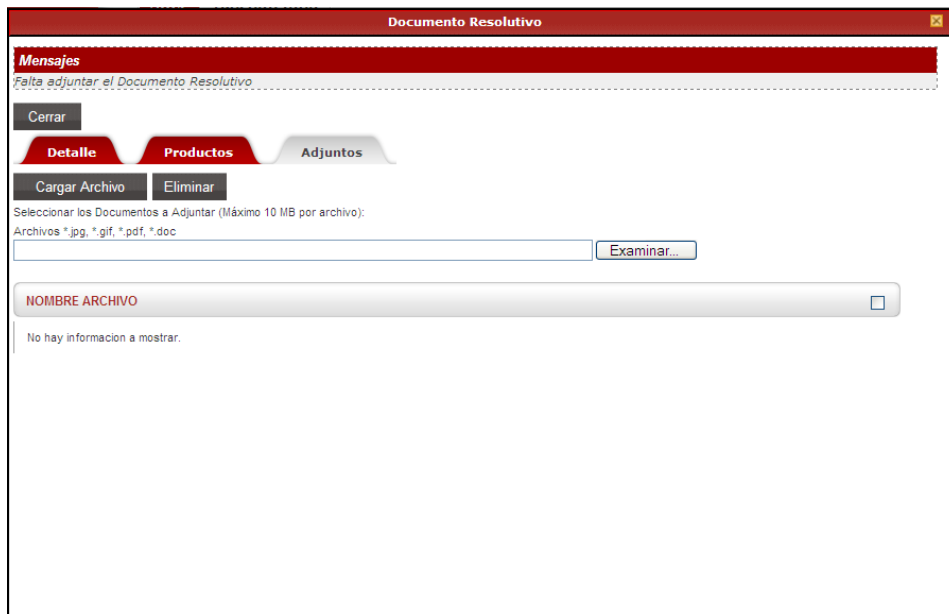 Documento Resolutivo
Mensajes
Falta adjuntar el Documento Resolutivo
Cerrar
Detalle Productos Adjuntos
Cargar Archivo Eliminar
Seleccionar los Documentos a Adjuntar (Máximo 10 MB por archivo):
Archivos *.jpg, *.gif, *.pdf, *.doc
Examinar...
NOMBRE ARCHIVO
No hay informacion a mostrar.